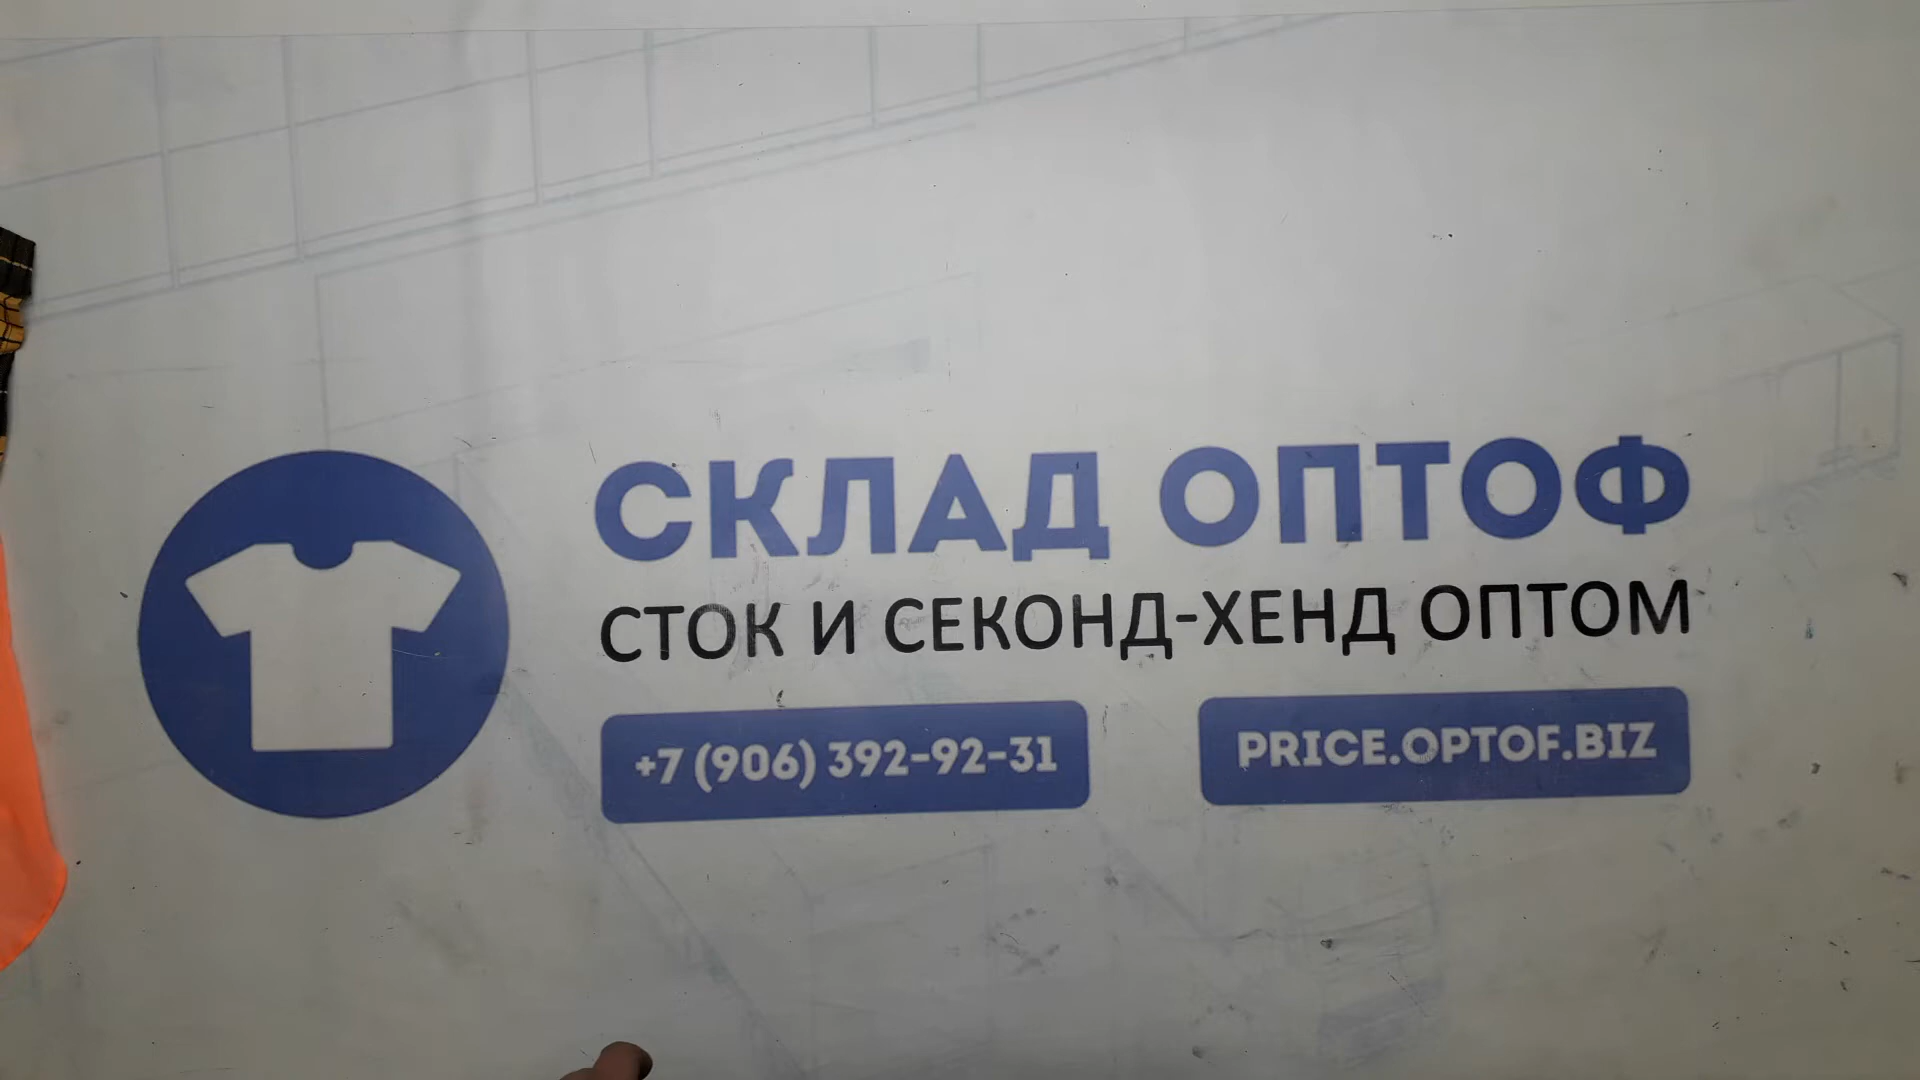 СКЛАД ОПТОФ
СТОК И СЕКОНД-ХЕНД ОПТОМ
+7 (906) 392-92-31
PRICE.OPTOF.BIZ